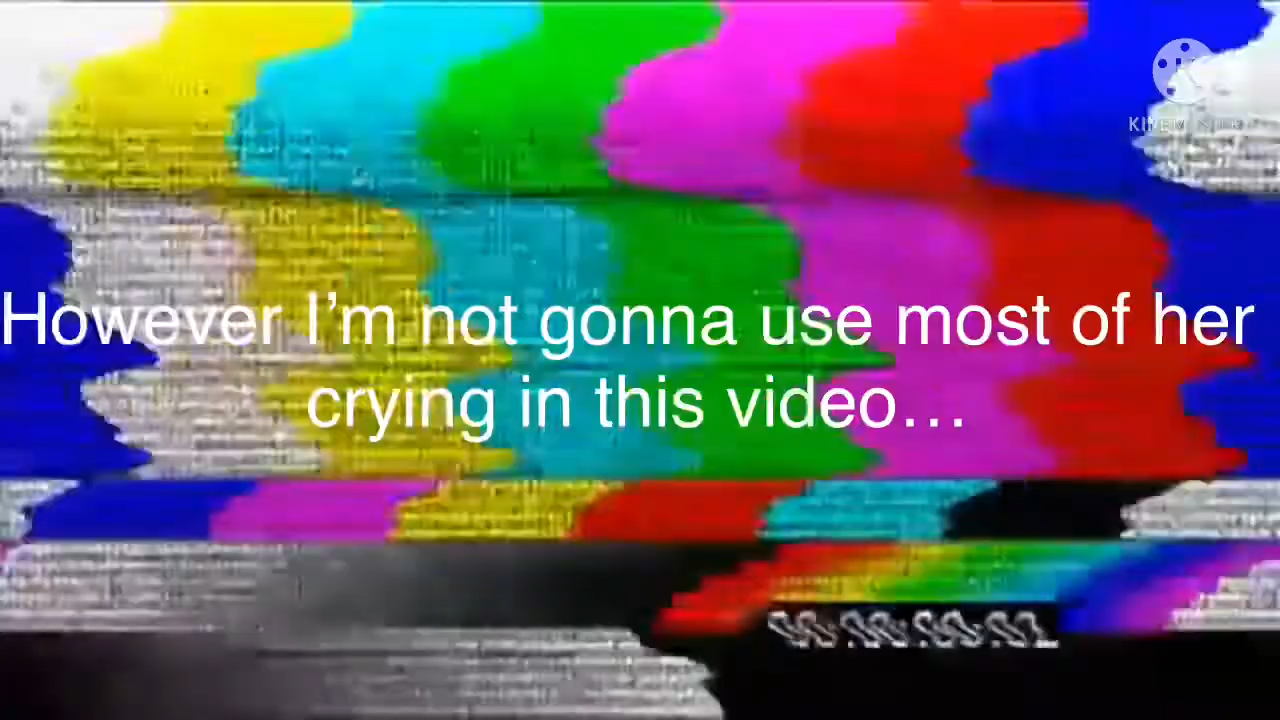 However I’m not gonna use most of her
crying in this video…